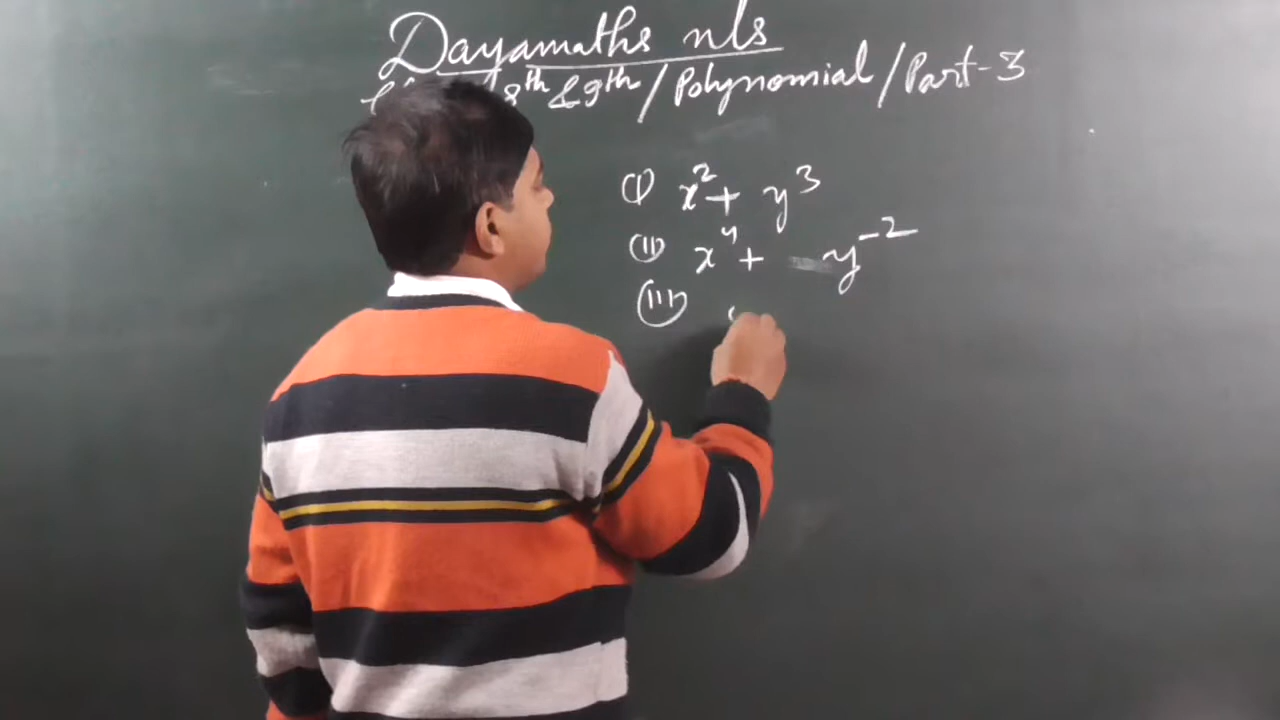 Dayamaths nls
8th & 9th / Polynomial / Part-3
(I) x² + y³
(II) x⁴ + y⁻²
(III)